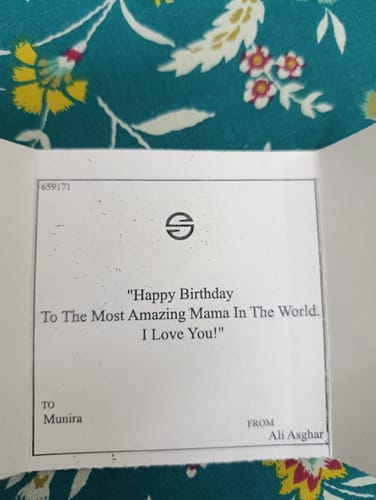 659171
"Happy Birthday
To The Most Amazing Mama In The World.
I Love You!"
TO
Munira
FROM
Ali Asghar